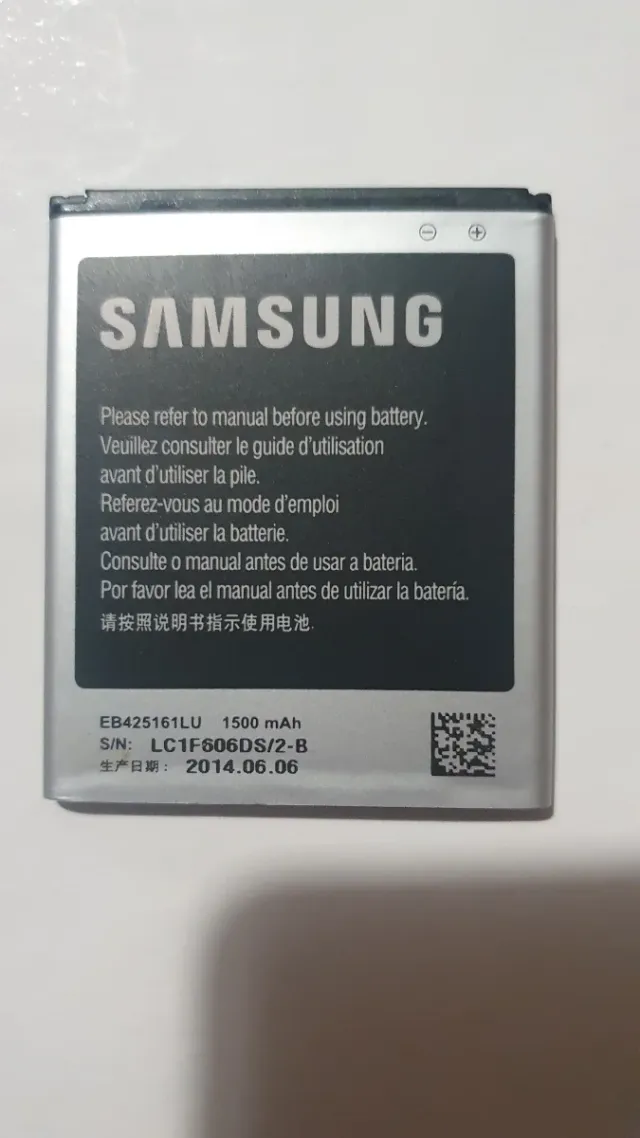 SAMSUNG
Please refer to manual before using battery.
Veuillez consulter le guide d'utilisation
avant d'utiliser la pile.
Referez-vous au mode d'emploi
avant d'utiliser la batterie.
Consulte o manual antes de usar a bateria.
Por favor lea el manual antes de utilizar la batería.
请按照说明书指示使用电池.
EB425161LU 1500 mAh
S/N: LC1F606DS/2-B
生产日期: 2014.06.06